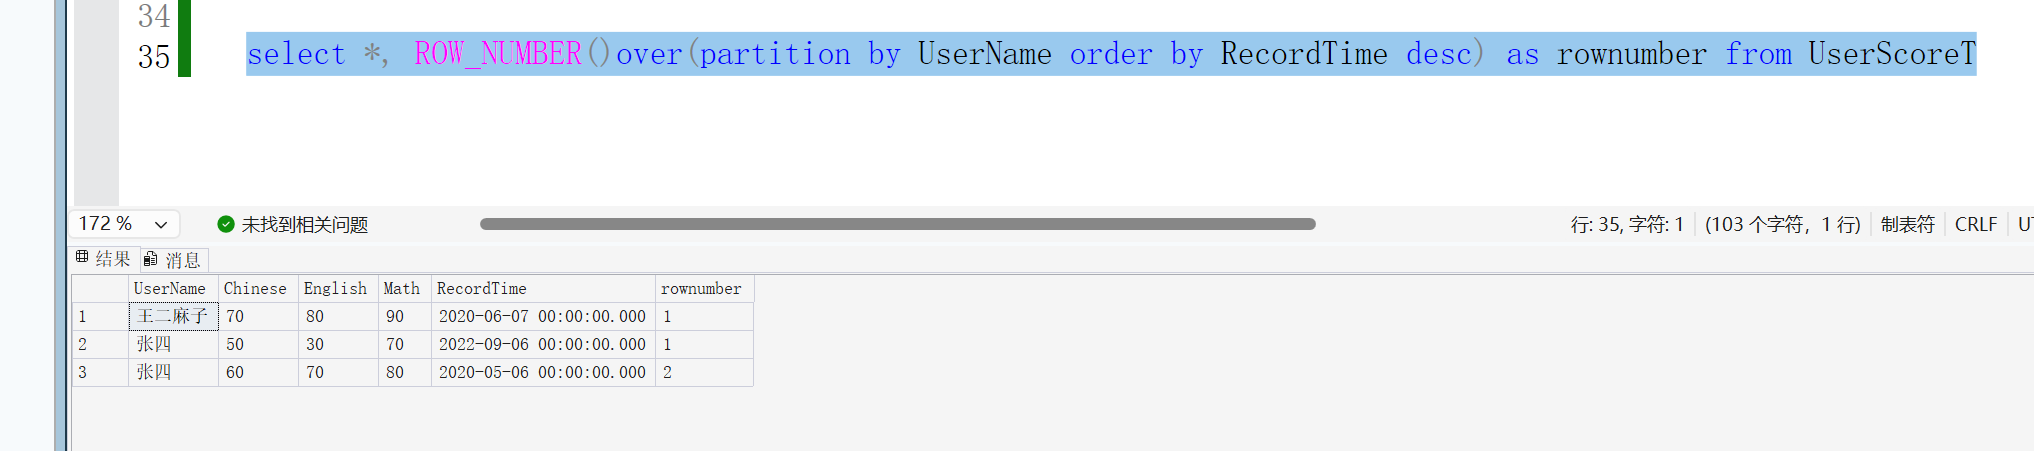 34
35 select *, ROW_NUMBER()over(partition by UserName order by RecordTime desc) as rownumber from UserScoreT
172 % 未找到相关问题 行: 35, 字符: 1 (103 个字符，1 行) 制表符 CRLF
结果 消息
UserName Chinese English Math RecordTime rownumber
1 王二麻子 70 80 90 2020-06-07 00:00:00.000 1
2 张四 50 30 70 2022-09-06 00:00:00.000 1
3 张四 60 70 80 2020-05-06 00:00:00.000 2